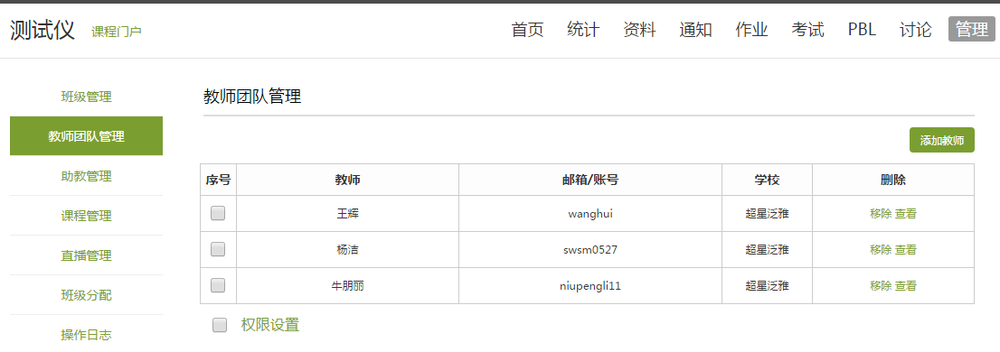 测试仪 课程门户 首页 统计 资料 通知 作业 考试 PBL 讨论 管理
班级管理
教师团队管理
助教管理
课程管理
直播管理
班级分配
操作日志
教师团队管理
添加教师
序号 教师 邮箱/账号 学校 删除
王辉 wanghui 超星泛雅 移除 查看
杨洁 swsm0527 超星泛雅 移除 查看
牛朋丽 niupengli11 超星泛雅 移除 查看
权限设置